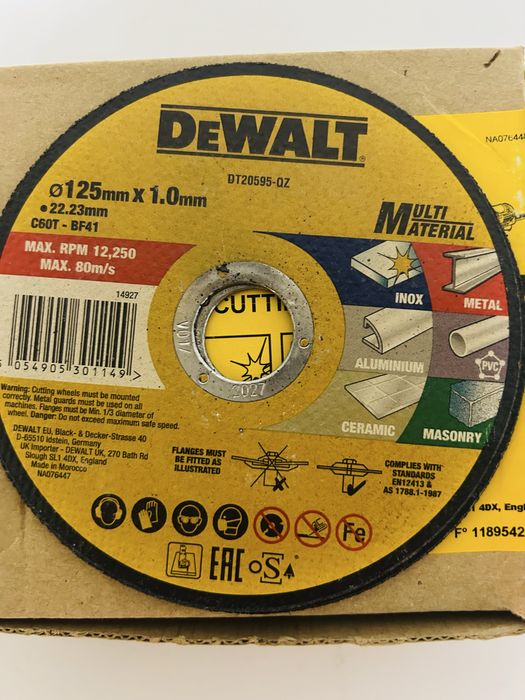 DEWALT
DT20595-QZ
Ø125mm x 1.0mm
• 22.23mm
C60T - BF41
MAX. RPM 12,250
MAX. 80m/s
14927
5 054905 301149 >
Warning: Cutting wheels must be mounted
correctly. Metal guards must be used on all
machines. Flanges must be Min. 1/3 diameter of
wheel. Danger: Do not exceed maximum safe speed.
DEWALT EU, Black- & Decker-Strasse 40
D-65510 Idstein, Germany
UK Importer - DEWALT UK, 270 Bath Rd
Slough SL1 4DX, England
Made in Morocco
NA076447
MULTI
MATERIAL
INOX
METAL
ALUMINIUM
PVC
CERAMIC
MASONRY
CUTTI
V07
2027
FLANGES MUST
BE FITTED AS
ILLUSTRATED
COMPLIES WITH
STANDARDS
EN12413 &
AS 1788.1-1987
Fe
EAC
oSA
NA07644
4DX, Engl
F° 1189542